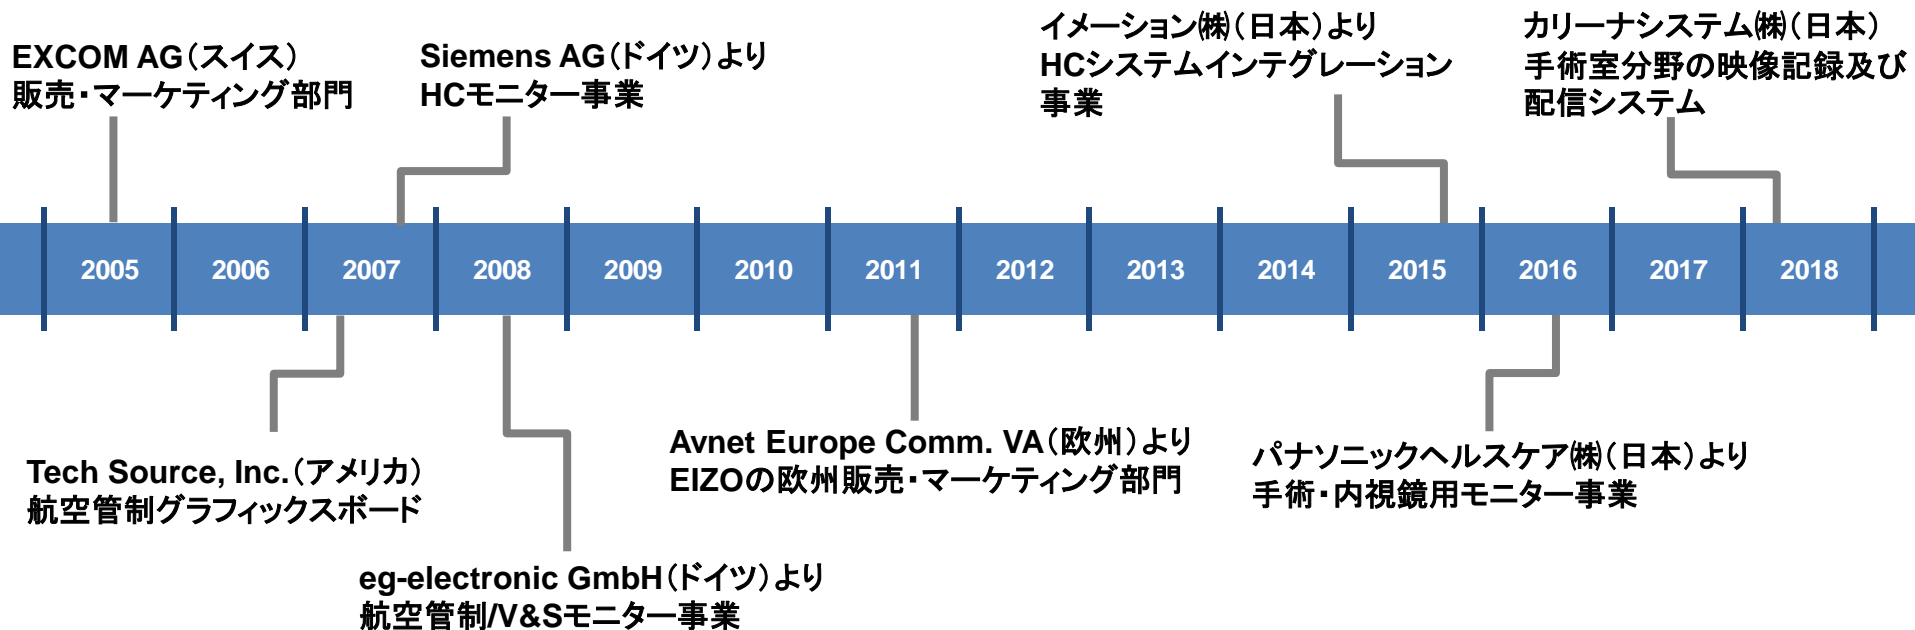 EXCOM AG（スイス）
販売・マーケティング部門
Siemens AG（ドイツ）より
HCモニター事業
イメーション㈱（日本）より
HCシステムインテグレーション
事業
カリーナシステム㈱（日本）
手術室分野の映像記録及び
配信システム
2005 2006 2007 2008 2009 2010 2011 2012 2013 2014 2015 2016 2017 2018
Tech Source, Inc.（アメリカ）
航空管制グラフィックスボード
eg-electronic GmbH（ドイツ）より
航空管制/V&Sモニター事業
Avnet Europe Comm. VA（欧州）より
EIZOの欧州販売・マーケティング部門
パナソニックヘルスケア㈱（日本）より
手術・内視鏡用モニター事業